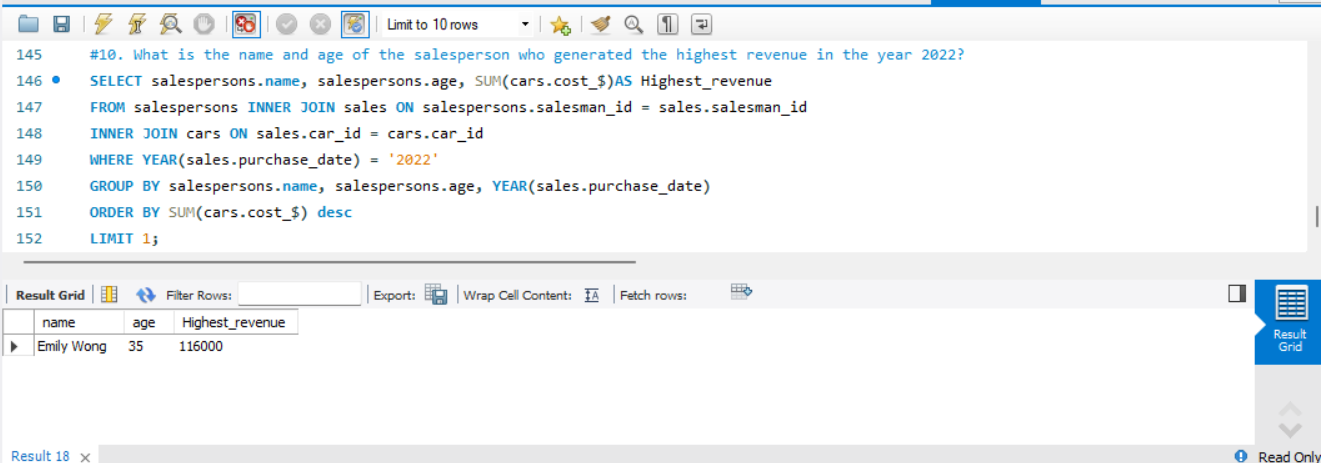 Limit to 10 rows
145 #10. What is the name and age of the salesperson who generated the highest revenue in the year 2022?
146 SELECT salespersons.name, salespersons.age, SUM(cars.cost_$)AS Highest_revenue
147 FROM salespersons INNER JOIN sales ON salespersons.salesman_id = sales.salesman_id
148 INNER JOIN cars ON sales.car_id = cars.car_id
149 WHERE YEAR(sales.purchase_date) = '2022'
150 GROUP BY salespersons.name, salespersons.age, YEAR(sales.purchase_date)
151 ORDER BY SUM(cars.cost_$) desc
152 LIMIT 1;
Result Grid Filter Rows: Export: Wrap Cell Content: IA Fetch rows:
name age Highest_revenue
Emily Wong 35 116000
Result
Grid
Result 18 × Read Only